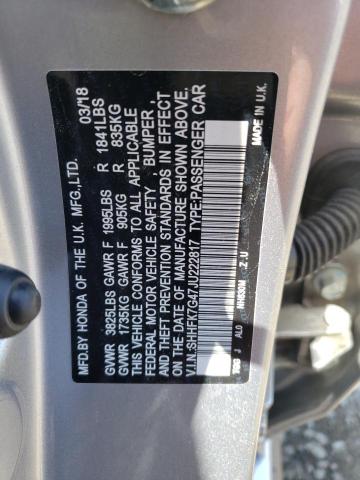 MFD.BY HONDA OF THE U.K. MFG.,LTD. 03/18
GVWR 3825LBS GAWR F 1995LBS R 1841LBS
GVWR 1735KG GAWR F 905KG R 835KG
THIS VEHICLE CONFORMS TO ALL APPLICABLE
FEDERAL MOTOR VEHICLE SAFETY , BUMPER ,
& THEFT PREVENTION STANDARDS IN EFFECT
ON THE DATE OF MANUFACTURE SHOWN ABOVE.
V.I.N.:SHHFK7G47JU222817 TYPE:PASSENGER CAR
NH830M Z U MADE IN U.K.
J ALO